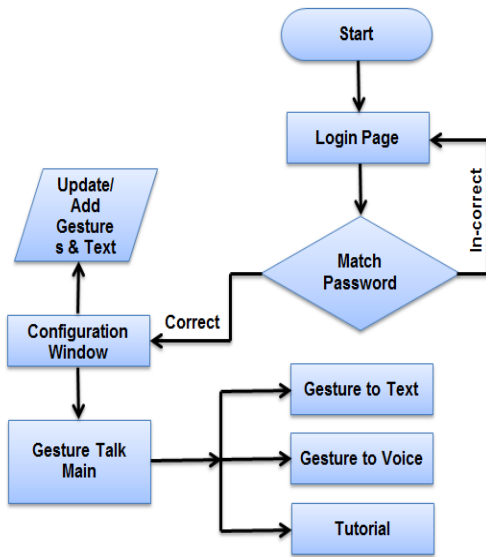 Start
Login Page
In-correct
Update/
Add
Gesture
s & Text
Match
Password
Correct
Configuration
Window
Gesture to Text
Gesture Talk
Main
Gesture to Voice
Tutorial